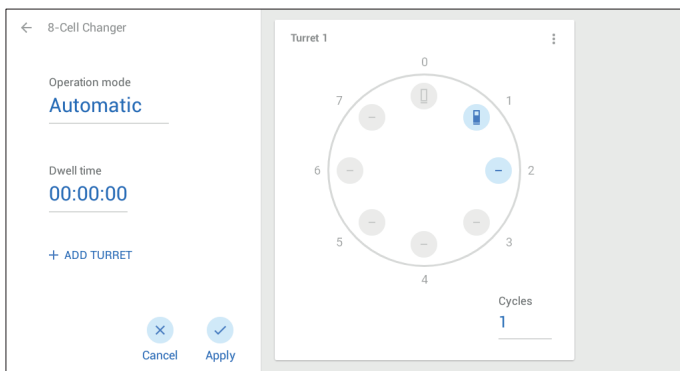 8-Cell Changer
Operation mode
Automatic
Dwell time
00:00:00
+ ADD TURRET
Cancel Apply
Turret 1
0
1
2
3
4
5
6
7
Cycles
1